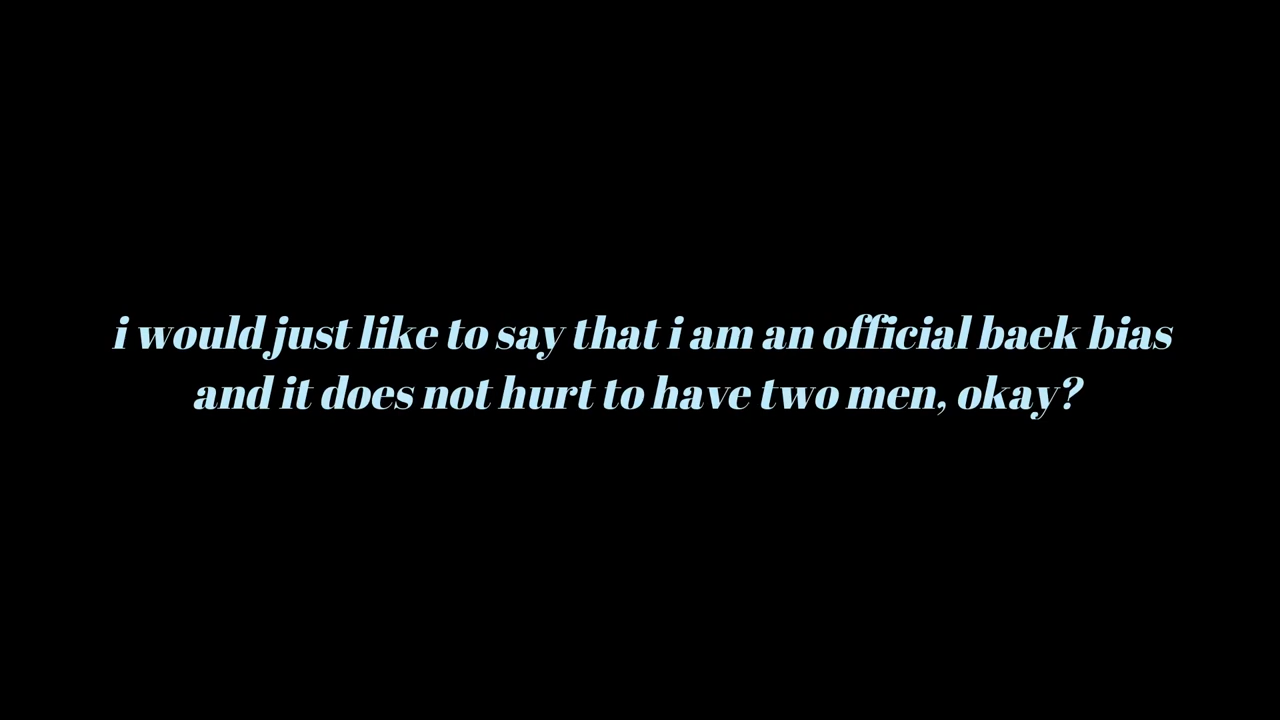 i would just like to say that i am an official baek bias
and it does not hurt to have two men, okay?